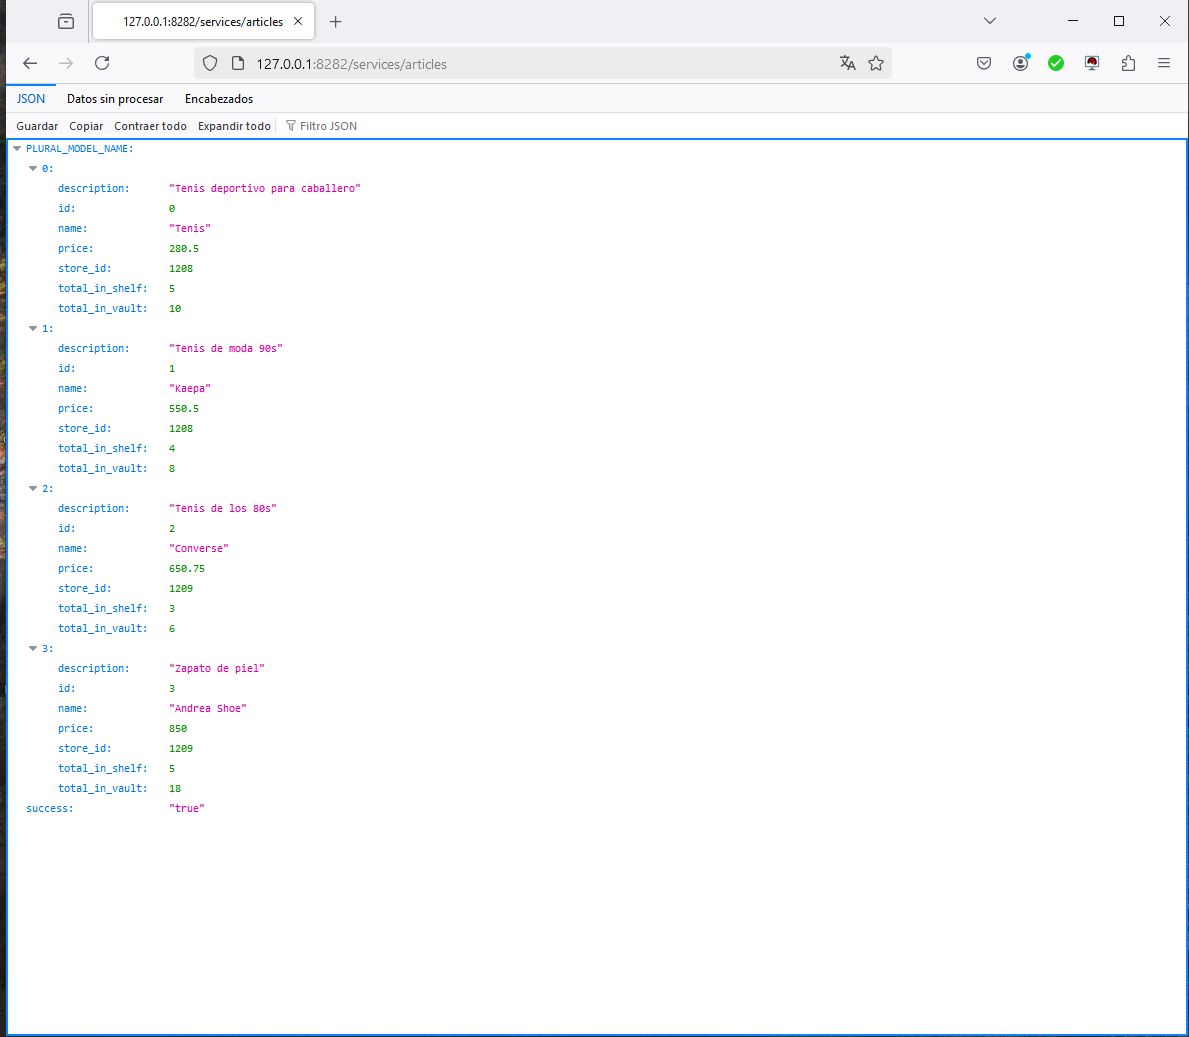 127.0.0.1:8282/services/articles
127.0.0.1:8282/services/articles
JSON Datos sin procesar Encabezados
Guardar Copiar Contraer todo Expandir todo Filtro JSON
PLURAL_MODEL_NAME:
0:
description: "Tenis deportivo para caballero"
id: 0
name: "Tenis"
price: 280.5
store_id: 1208
total_in_shelf: 5
total_in_vault: 10
1:
description: "Tenis de moda 90s"
id: 1
name: "Kaepa"
price: 550.5
store_id: 1208
total_in_shelf: 4
total_in_vault: 8
2:
description: "Tenis de los 80s"
id: 2
name: "Converse"
price: 650.75
store_id: 1209
total_in_shelf: 3
total_in_vault: 6
3:
description: "Zapato de piel"
id: 3
name: "Andrea Shoe"
price: 850
store_id: 1209
total_in_shelf: 5
total_in_vault: 18
success: "true"